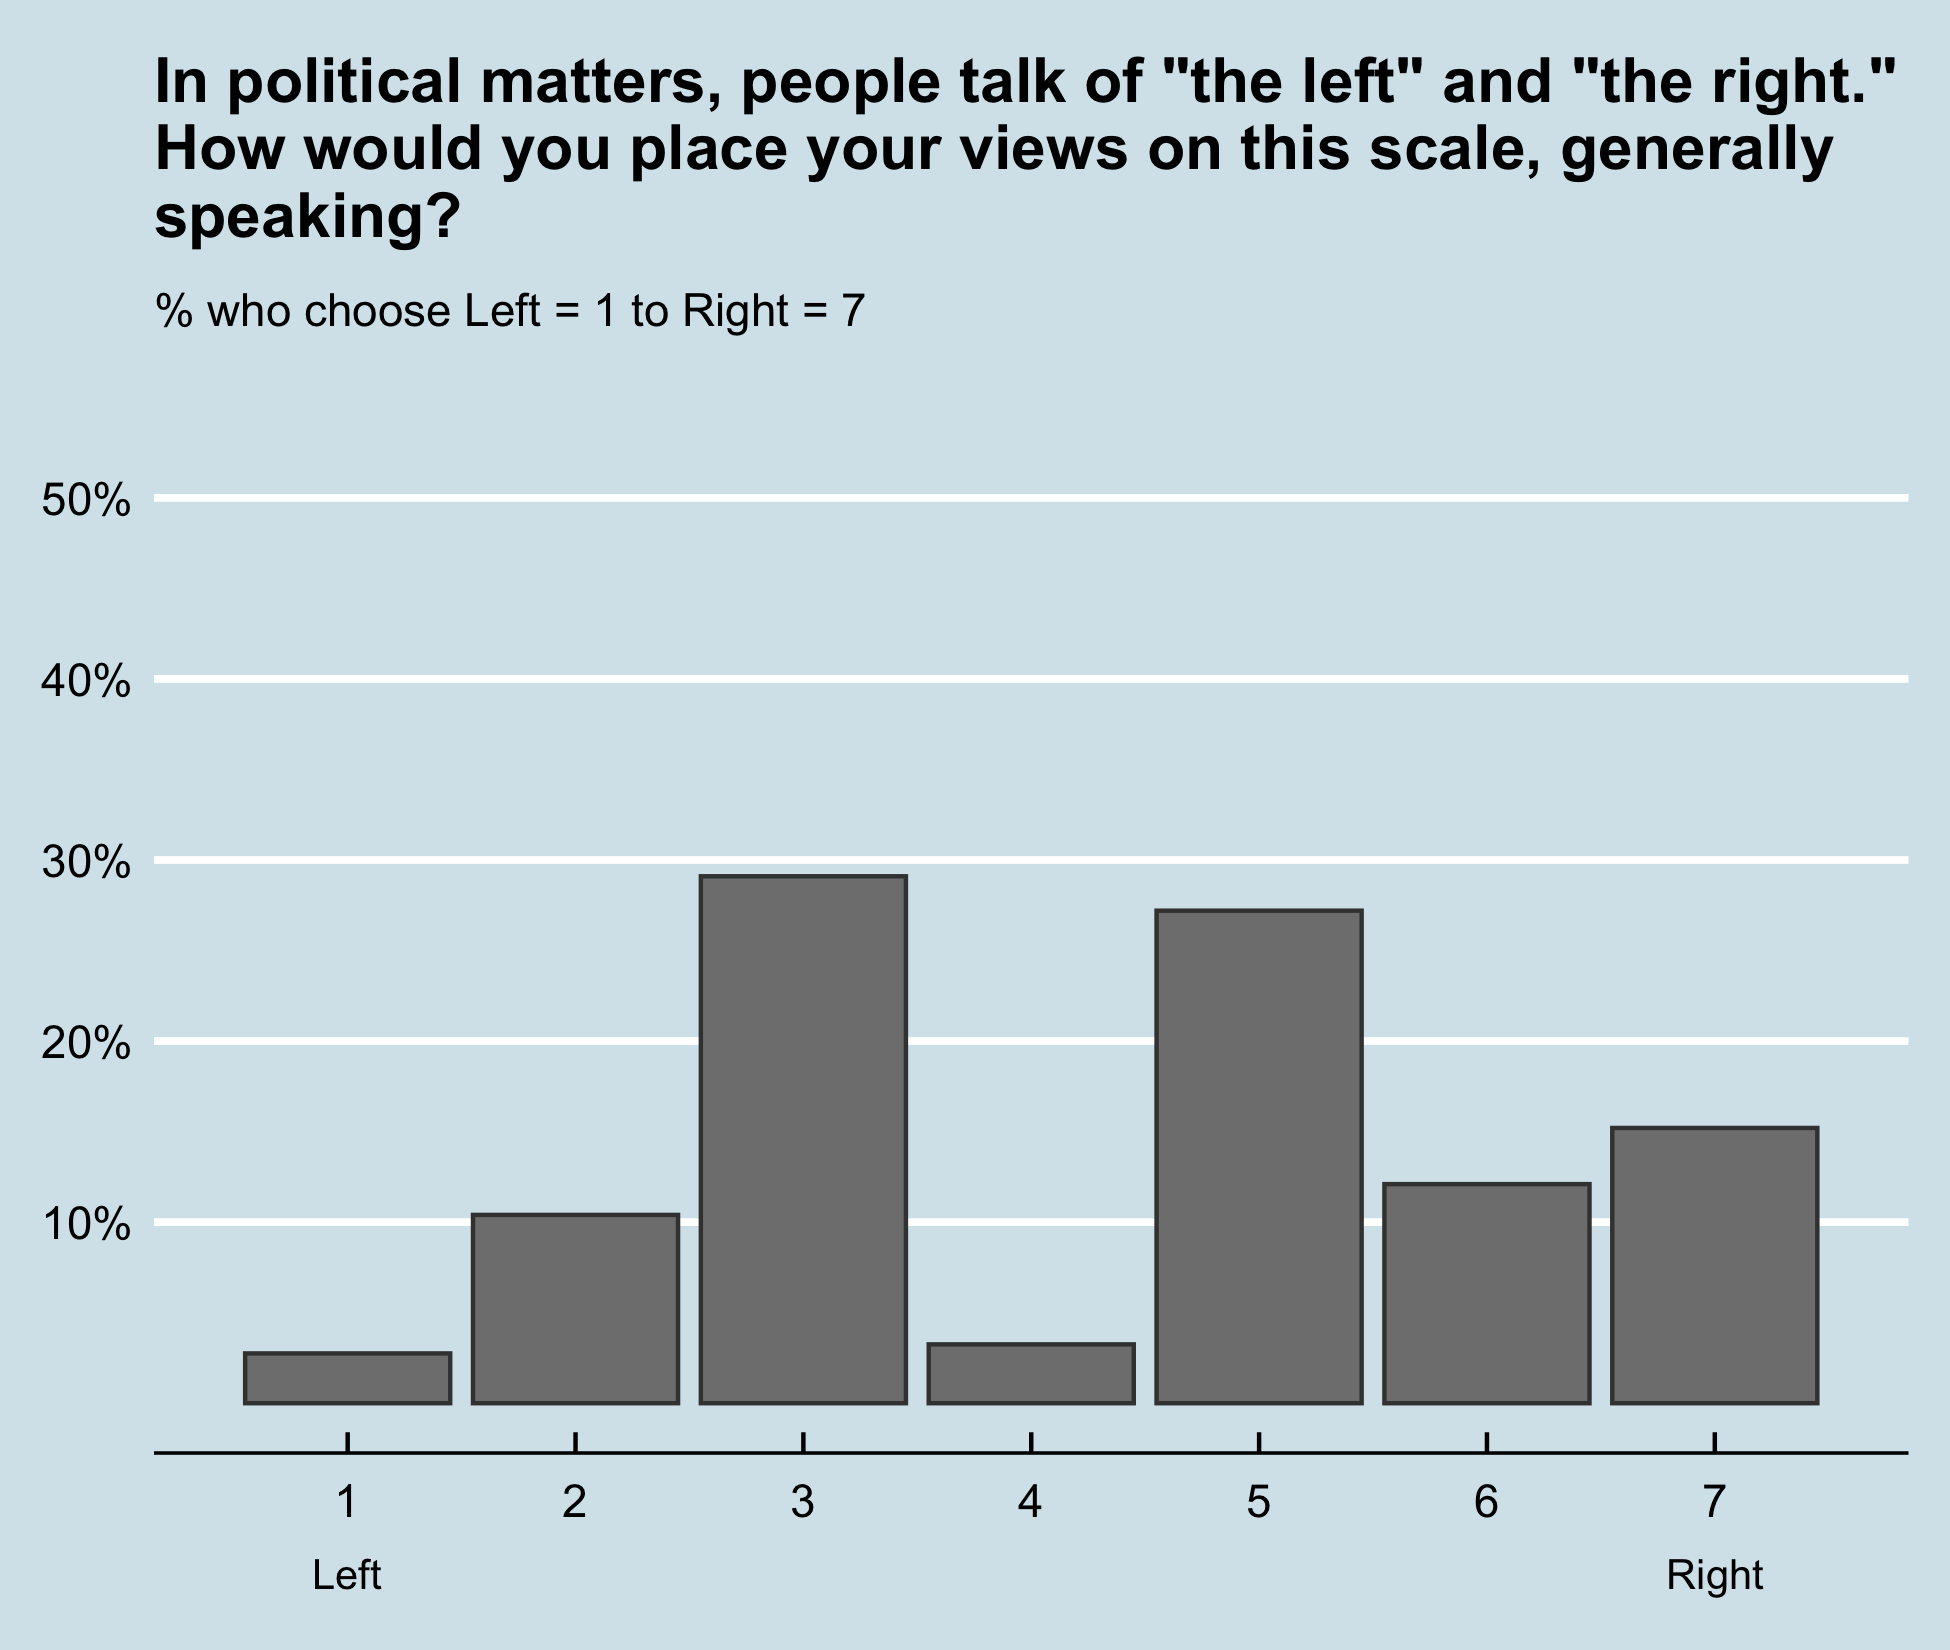 In political matters, people talk of "the left" and "the right."
How would you place your views on this scale, generally
speaking?
% who choose Left = 1 to Right = 7
50%
40%
30%
20%
10%
1 2 3 4 5 6 7
Left Right